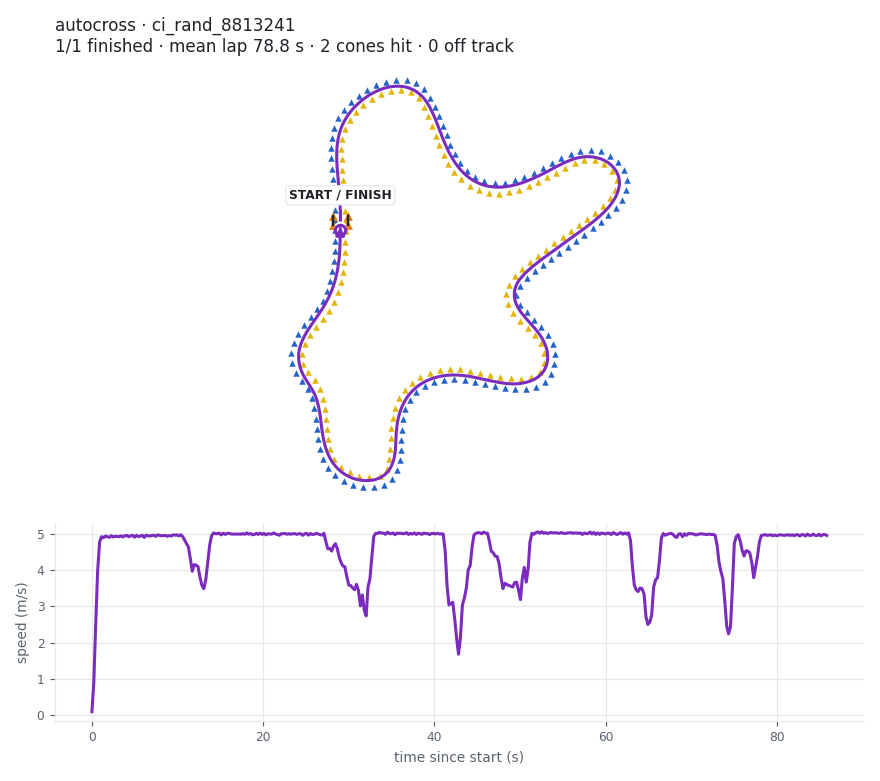 autocross · ci_rand_8813241
1/1 finished · mean lap 78.8 s · 2 cones hit · 0 off track
START / FINISH
5
4
3
2
1
0
speed (m/s)
0 20 40 60 80
time since start (s)